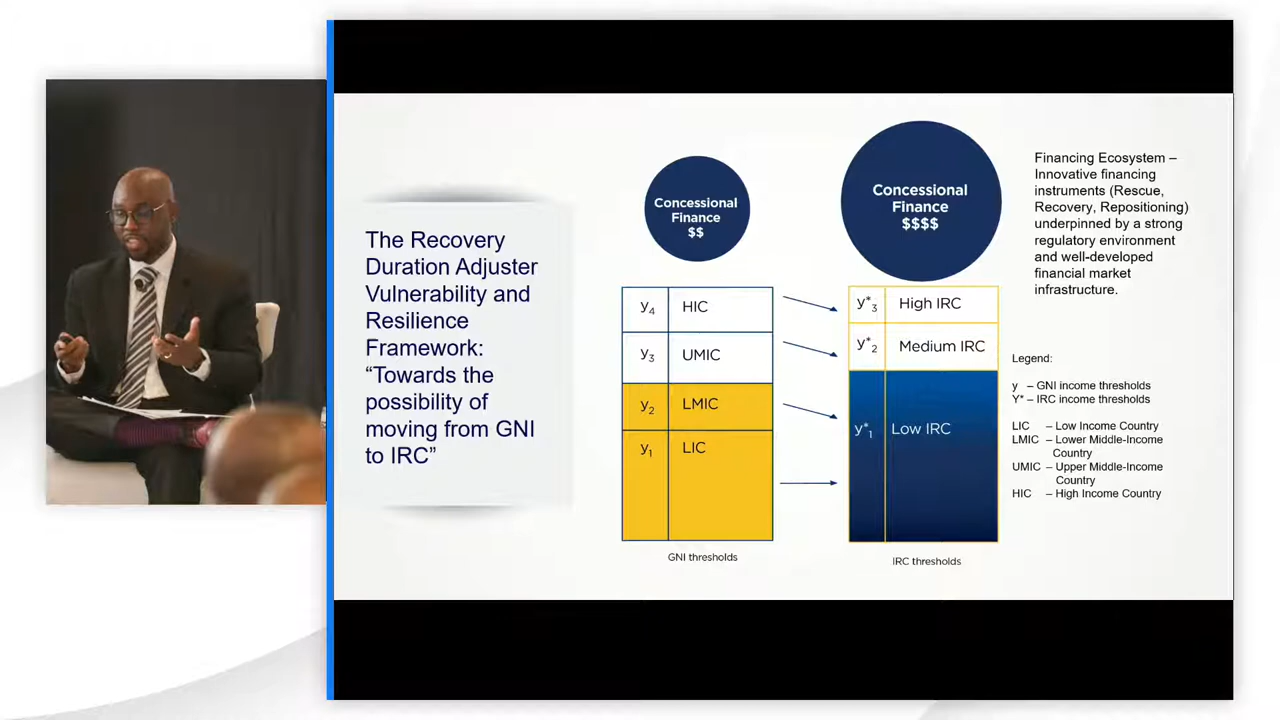 The Recovery
Duration Adjuster
Vulnerability and
Resilience
Framework:
“Towards the
possibility of
moving from GNI
to IRC”
Concessional
Finance
$$
y4 HIC
y3 UMIC
y2 LMIC
y1 LIC
GNI thresholds
Concessional
Finance
$$$$
y*3 High IRC
y*2 Medium IRC
y*1 Low IRC
IRC thresholds
Financing Ecosystem –
Innovative financing
instruments (Rescue,
Recovery, Repositioning)
underpinned by a strong
regulatory environment
and well-developed
financial market
infrastructure.
Legend:
y – GNI income thresholds
Y* – IRC income thresholds
LIC – Low Income Country
LMIC – Lower Middle-Income
Country
UMIC – Upper Middle-Income
Country
HIC – High Income Country